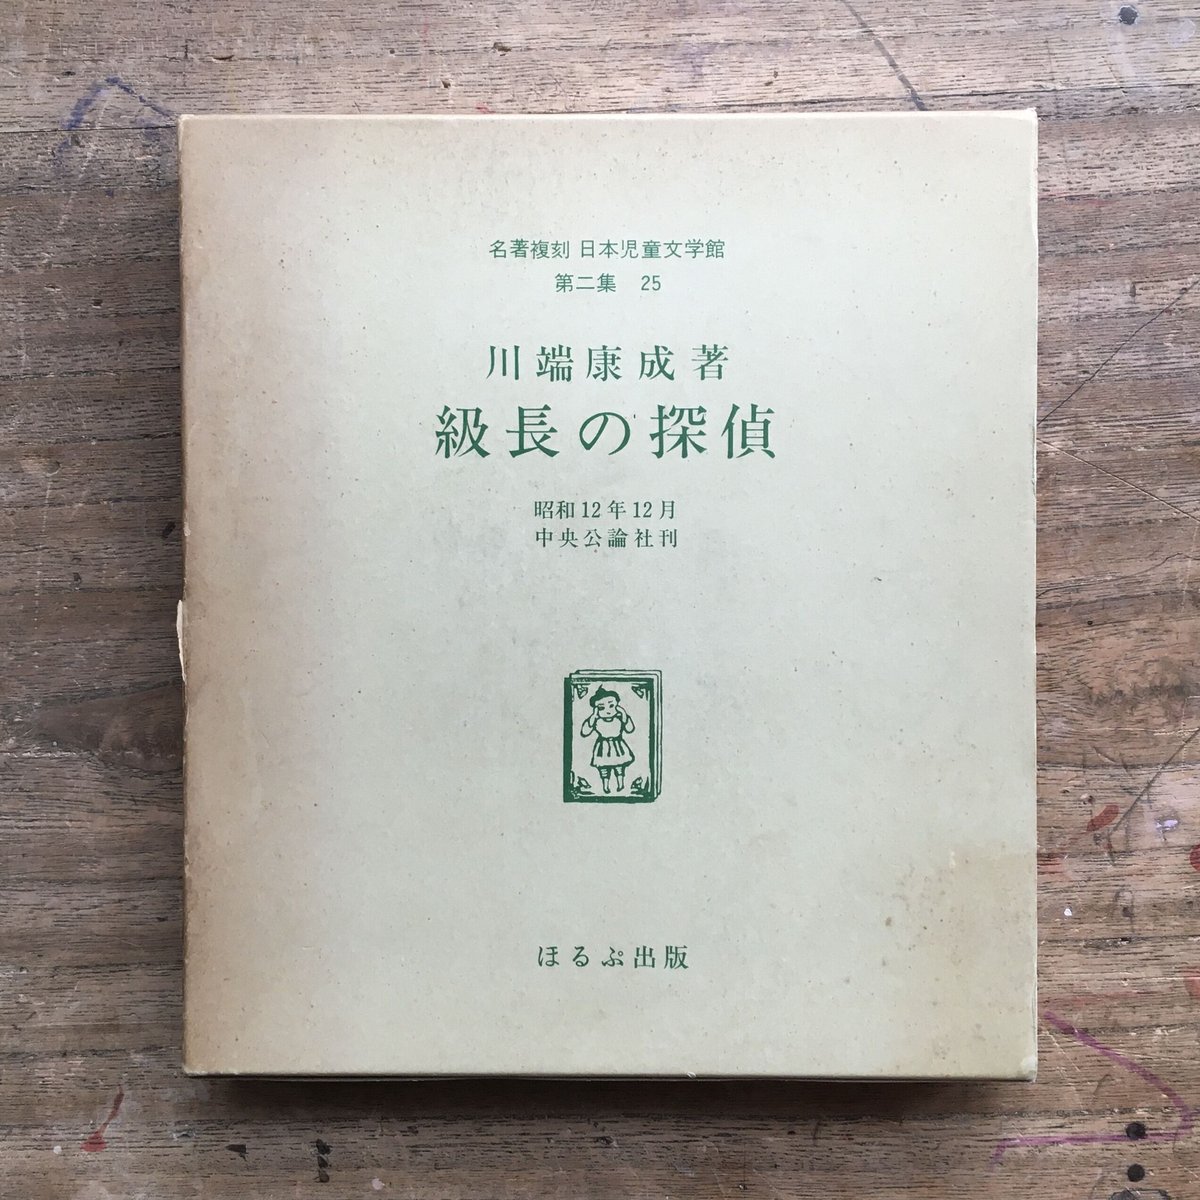 名著複刻 日本児童文学館
第二集 25
川端康成著
級長の探偵
昭和12年12月
中央公論社刊
ほるぷ出版